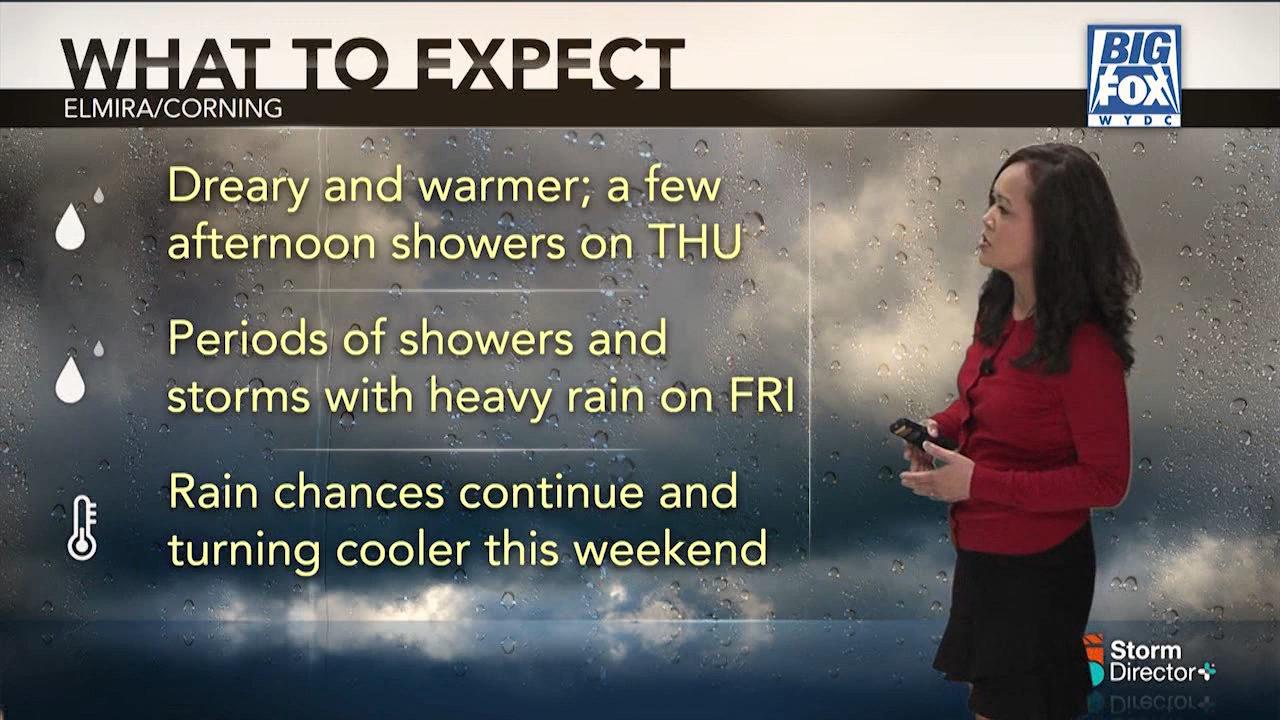 WHAT TO EXPECT
ELMIRA/CORNING
BIG
FOX
WYDC
Dreary and warmer; a few
afternoon showers on THU
Periods of showers and
storms with heavy rain on FRI
Rain chances continue and
turning cooler this weekend
Storm
Director+